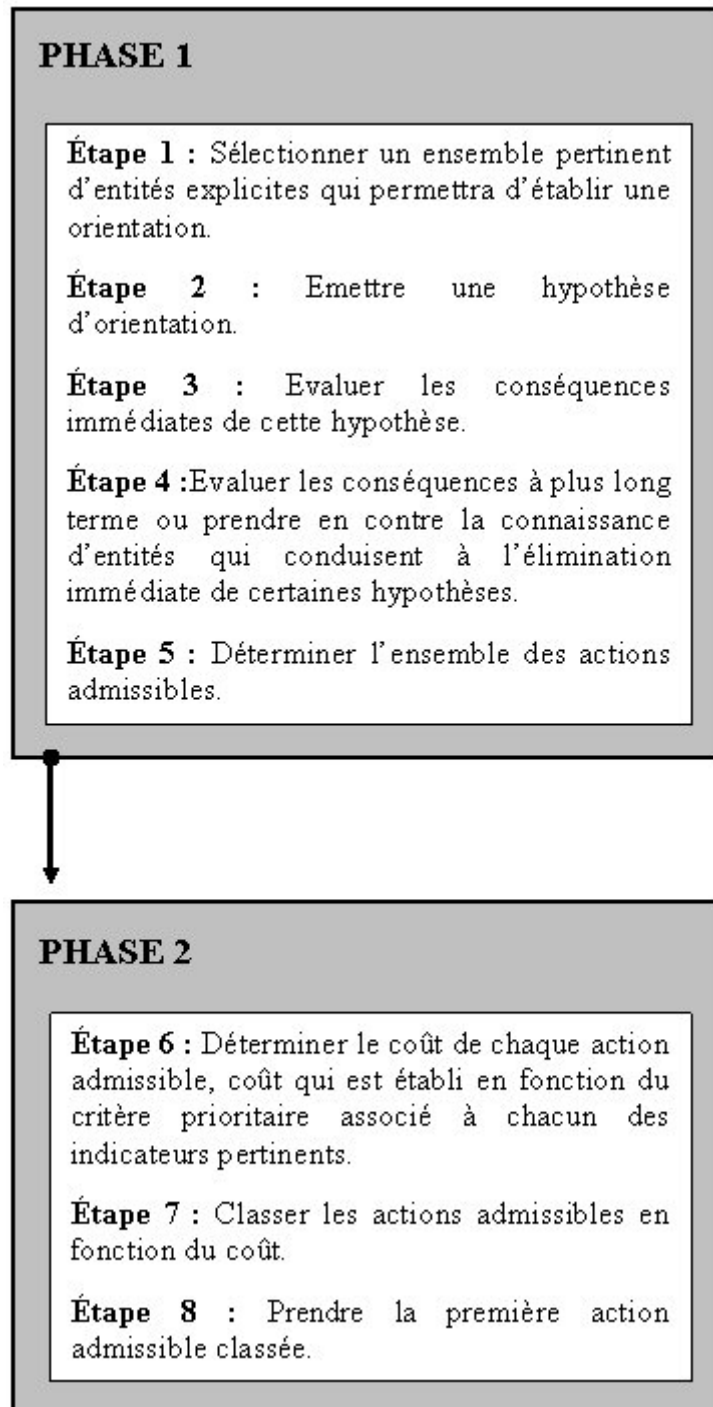 PHASE 1
Étape 1 : Sélectionner un ensemble pertinent
d'entités explicites qui permettra d'établir une
orientation.
Étape 2 : Emettre une hypothèse
d'orientation.
Étape 3 : Evaluer les conséquences
immédiates de cette hypothèse.
Étape 4 :Evaluer les conséquences à plus long
terme ou prendre en contre la connaissance
d'entités qui conduisent à l'élimination
immédiate de certaines hypothèses.
Étape 5 : Déterminer l'ensemble des actions
admissibles.
PHASE 2
Étape 6 : Déterminer le coût de chaque action
admissible, coût qui est établi en fonction du
critère prioritaire associé à chacun des
indicateurs pertinents.
Étape 7 : Classer les actions admissibles en
fonction du coût.
Étape 8 : Prendre la première action
admissible classée.